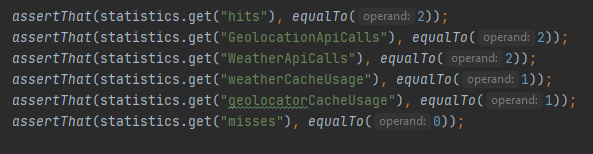 assertThat(statistics.get("hits"), equalTo( operand: 2));
assertThat(statistics.get("GeolocationApiCalls"), equalTo( operand: 2));
assertThat(statistics.get("WeatherApiCalls"), equalTo( operand: 2));
assertThat(statistics.get("weatherCacheUsage"), equalTo( operand: 1));
assertThat(statistics.get("geolocatorCacheUsage"), equalTo( operand: 1));
assertThat(statistics.get("misses"), equalTo( operand: 0));